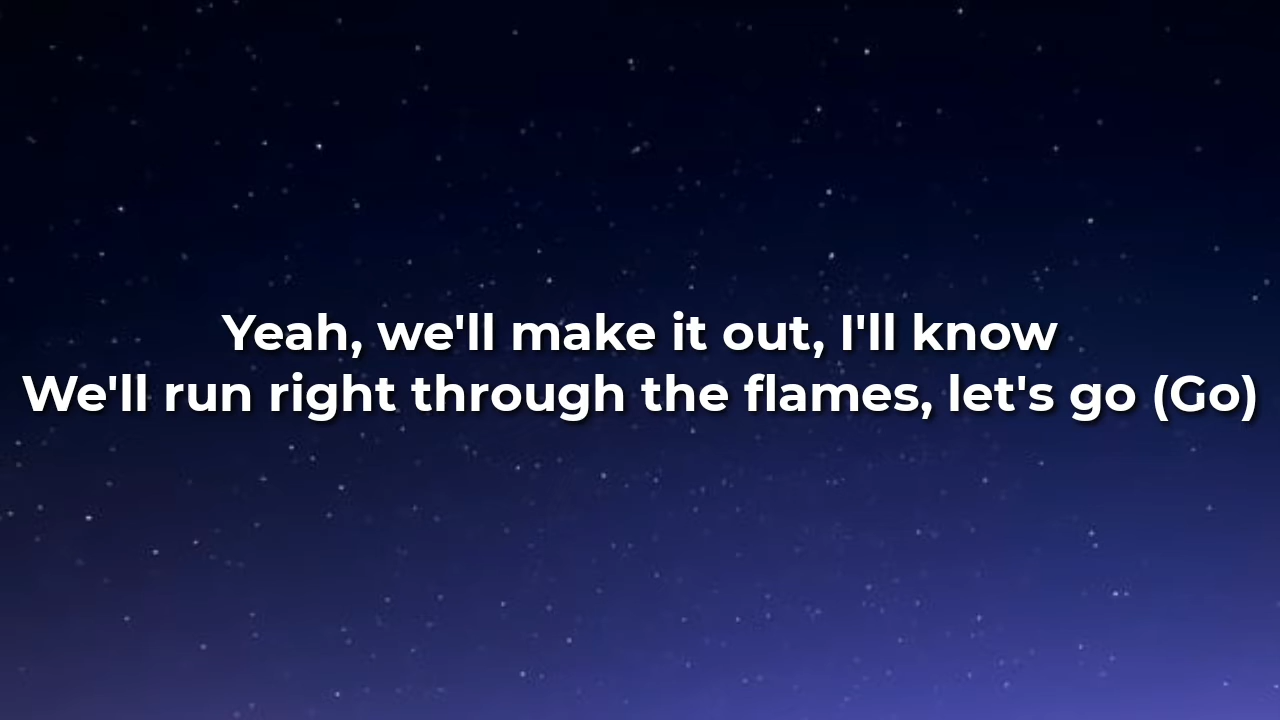 Yeah, we'll make it out, I'll know
We'll run right through the flames, let's go (Go)